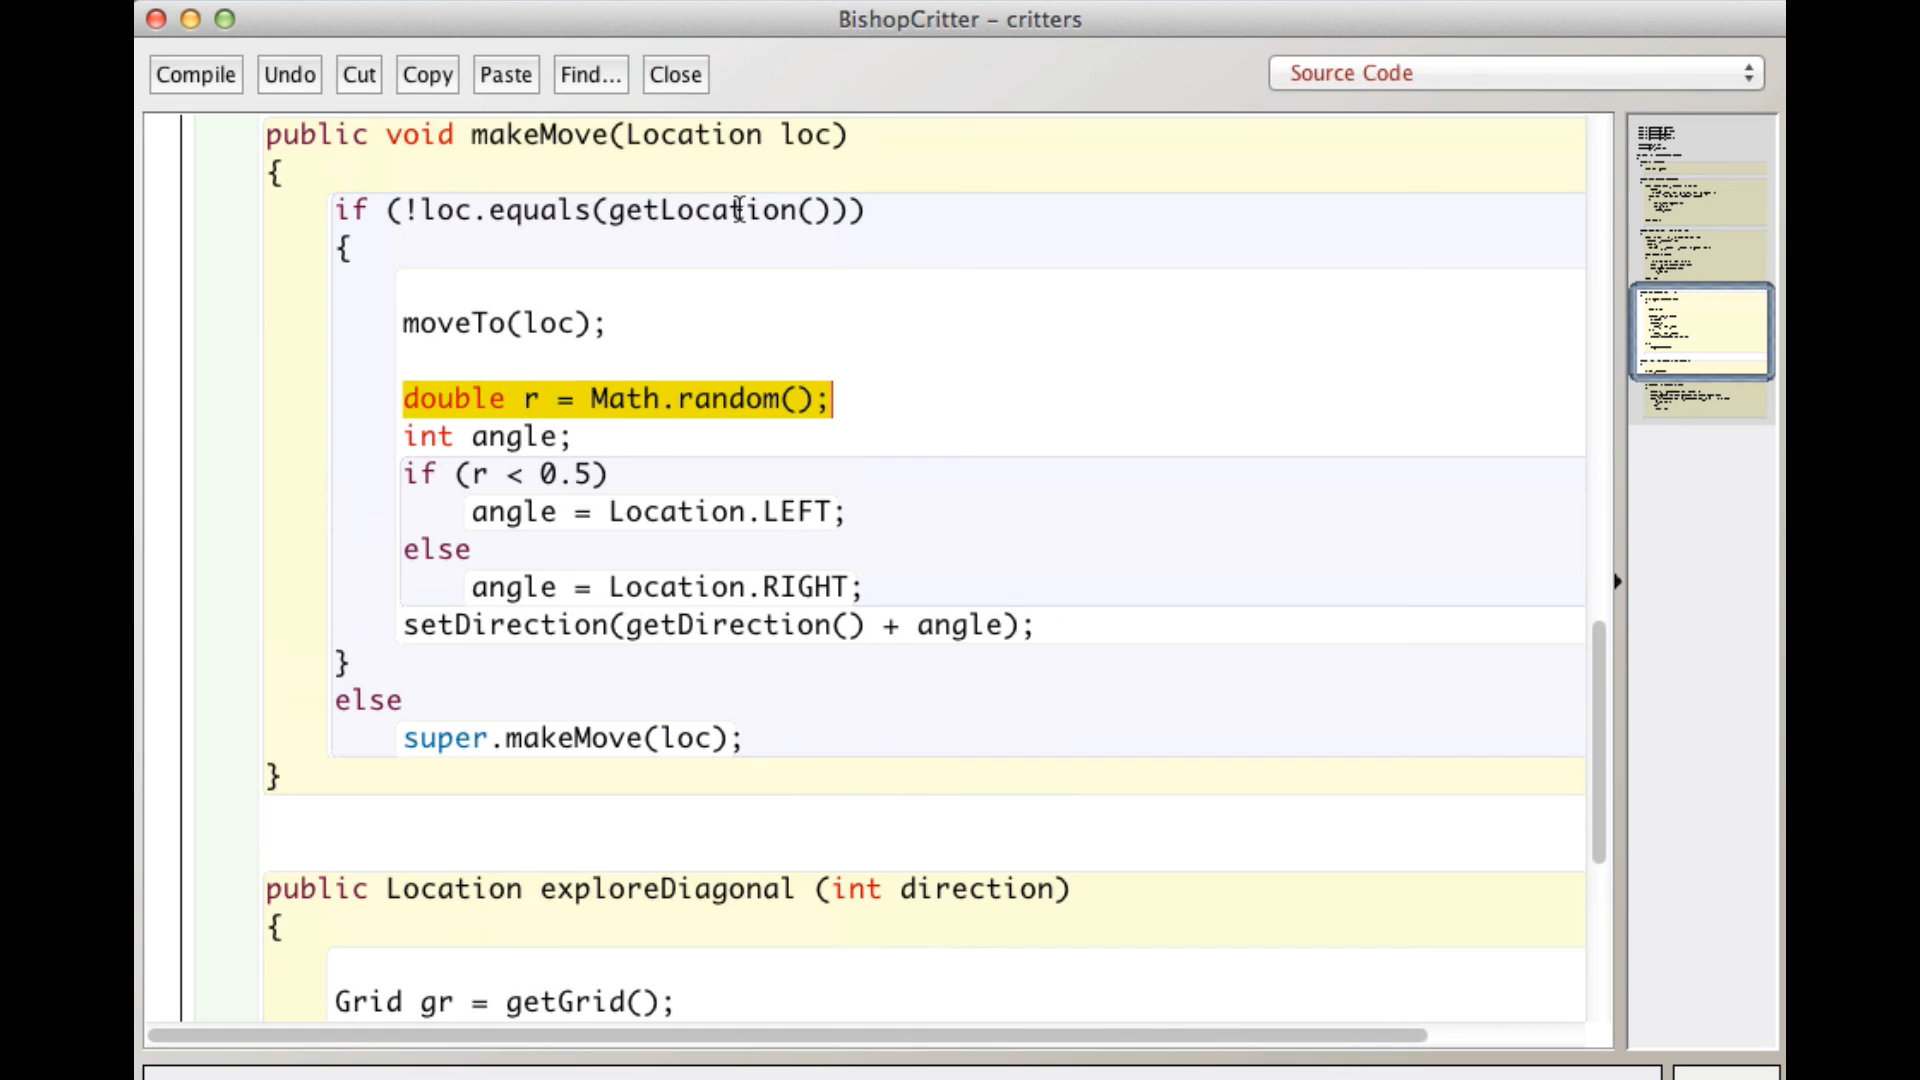 BishopCritter – critters
Compile Undo Cut Copy Paste Find... Close Source Code
public void makeMove(Location loc)
{
if (!loc.equals(getLocation()))
{
moveTo(loc);
double r = Math.random();
int angle;
if (r < 0.5)
angle = Location.LEFT;
else
angle = Location.RIGHT;
setDirection(getDirection() + angle);
}
else
super.makeMove(loc);
}
public Location exploreDiagonal (int direction)
{
Grid gr = getGrid();